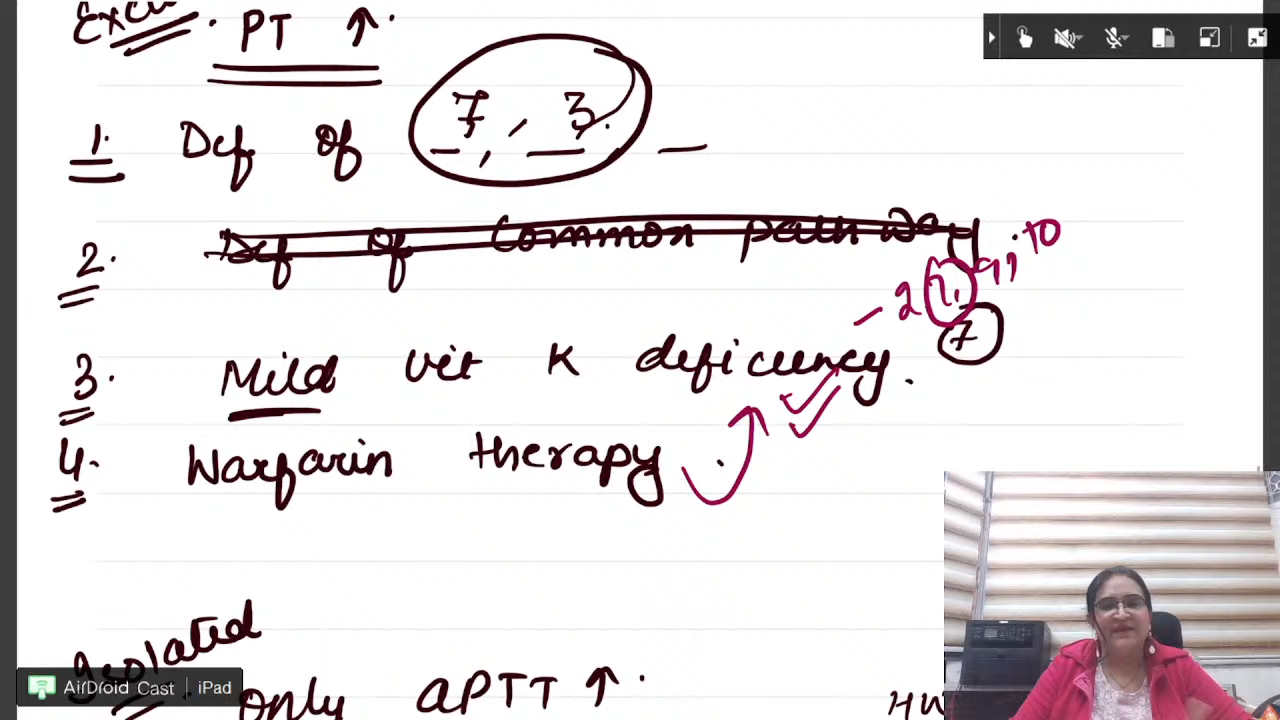 PT ↑.
1. Def of 7, 3.
2. Def of Common pathway
- 2, 7, 9, 10
7
3. Mild vit K deficiency.
4. Warfarin therapy.
Isolated
Only aPTT ↑.
AirDroid Cast iPad